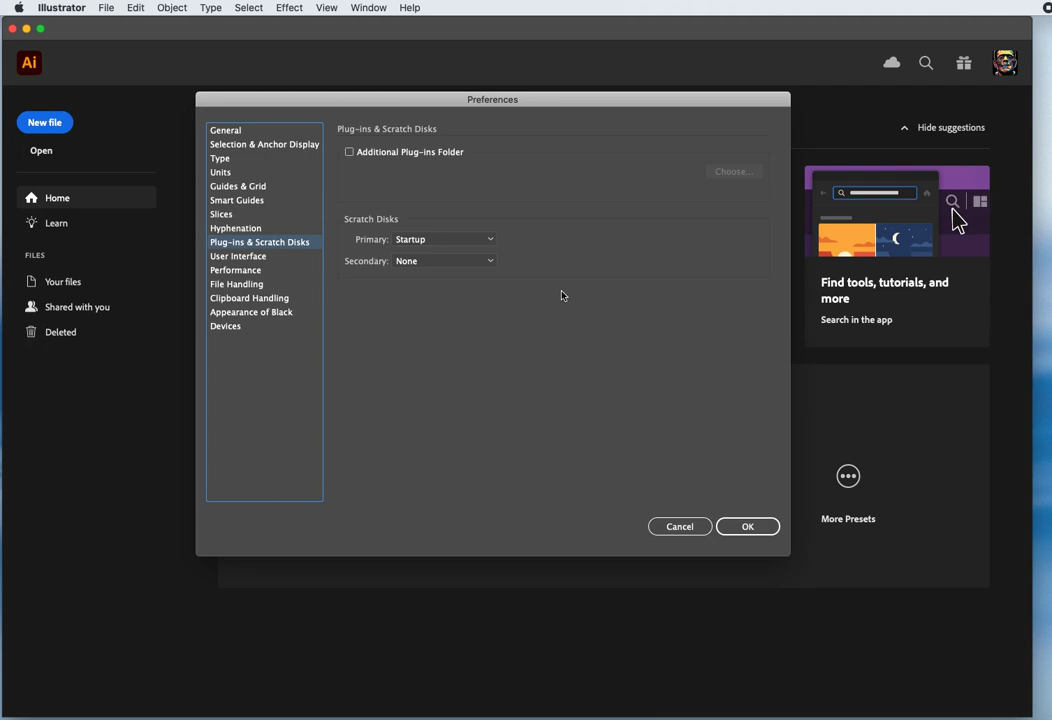 Illustrator File Edit Object Type Select Effect View Window Help
Ai
Preferences
New file
Open
Home
Learn
FILES
Your files
Shared with you
Deleted
General
Selection & Anchor Display
Type
Units
Guides & Grid
Smart Guides
Slices
Hyphenation
Plug-ins & Scratch Disks
User Interface
Performance
File Handling
Clipboard Handling
Appearance of Black
Devices
Plug-ins & Scratch Disks
Additional Plug-ins Folder
Choose...
Scratch Disks
Primary: Startup
Secondary: None
Cancel OK
Hide suggestions
Find tools, tutorials, and
more
Search in the app
More Presets